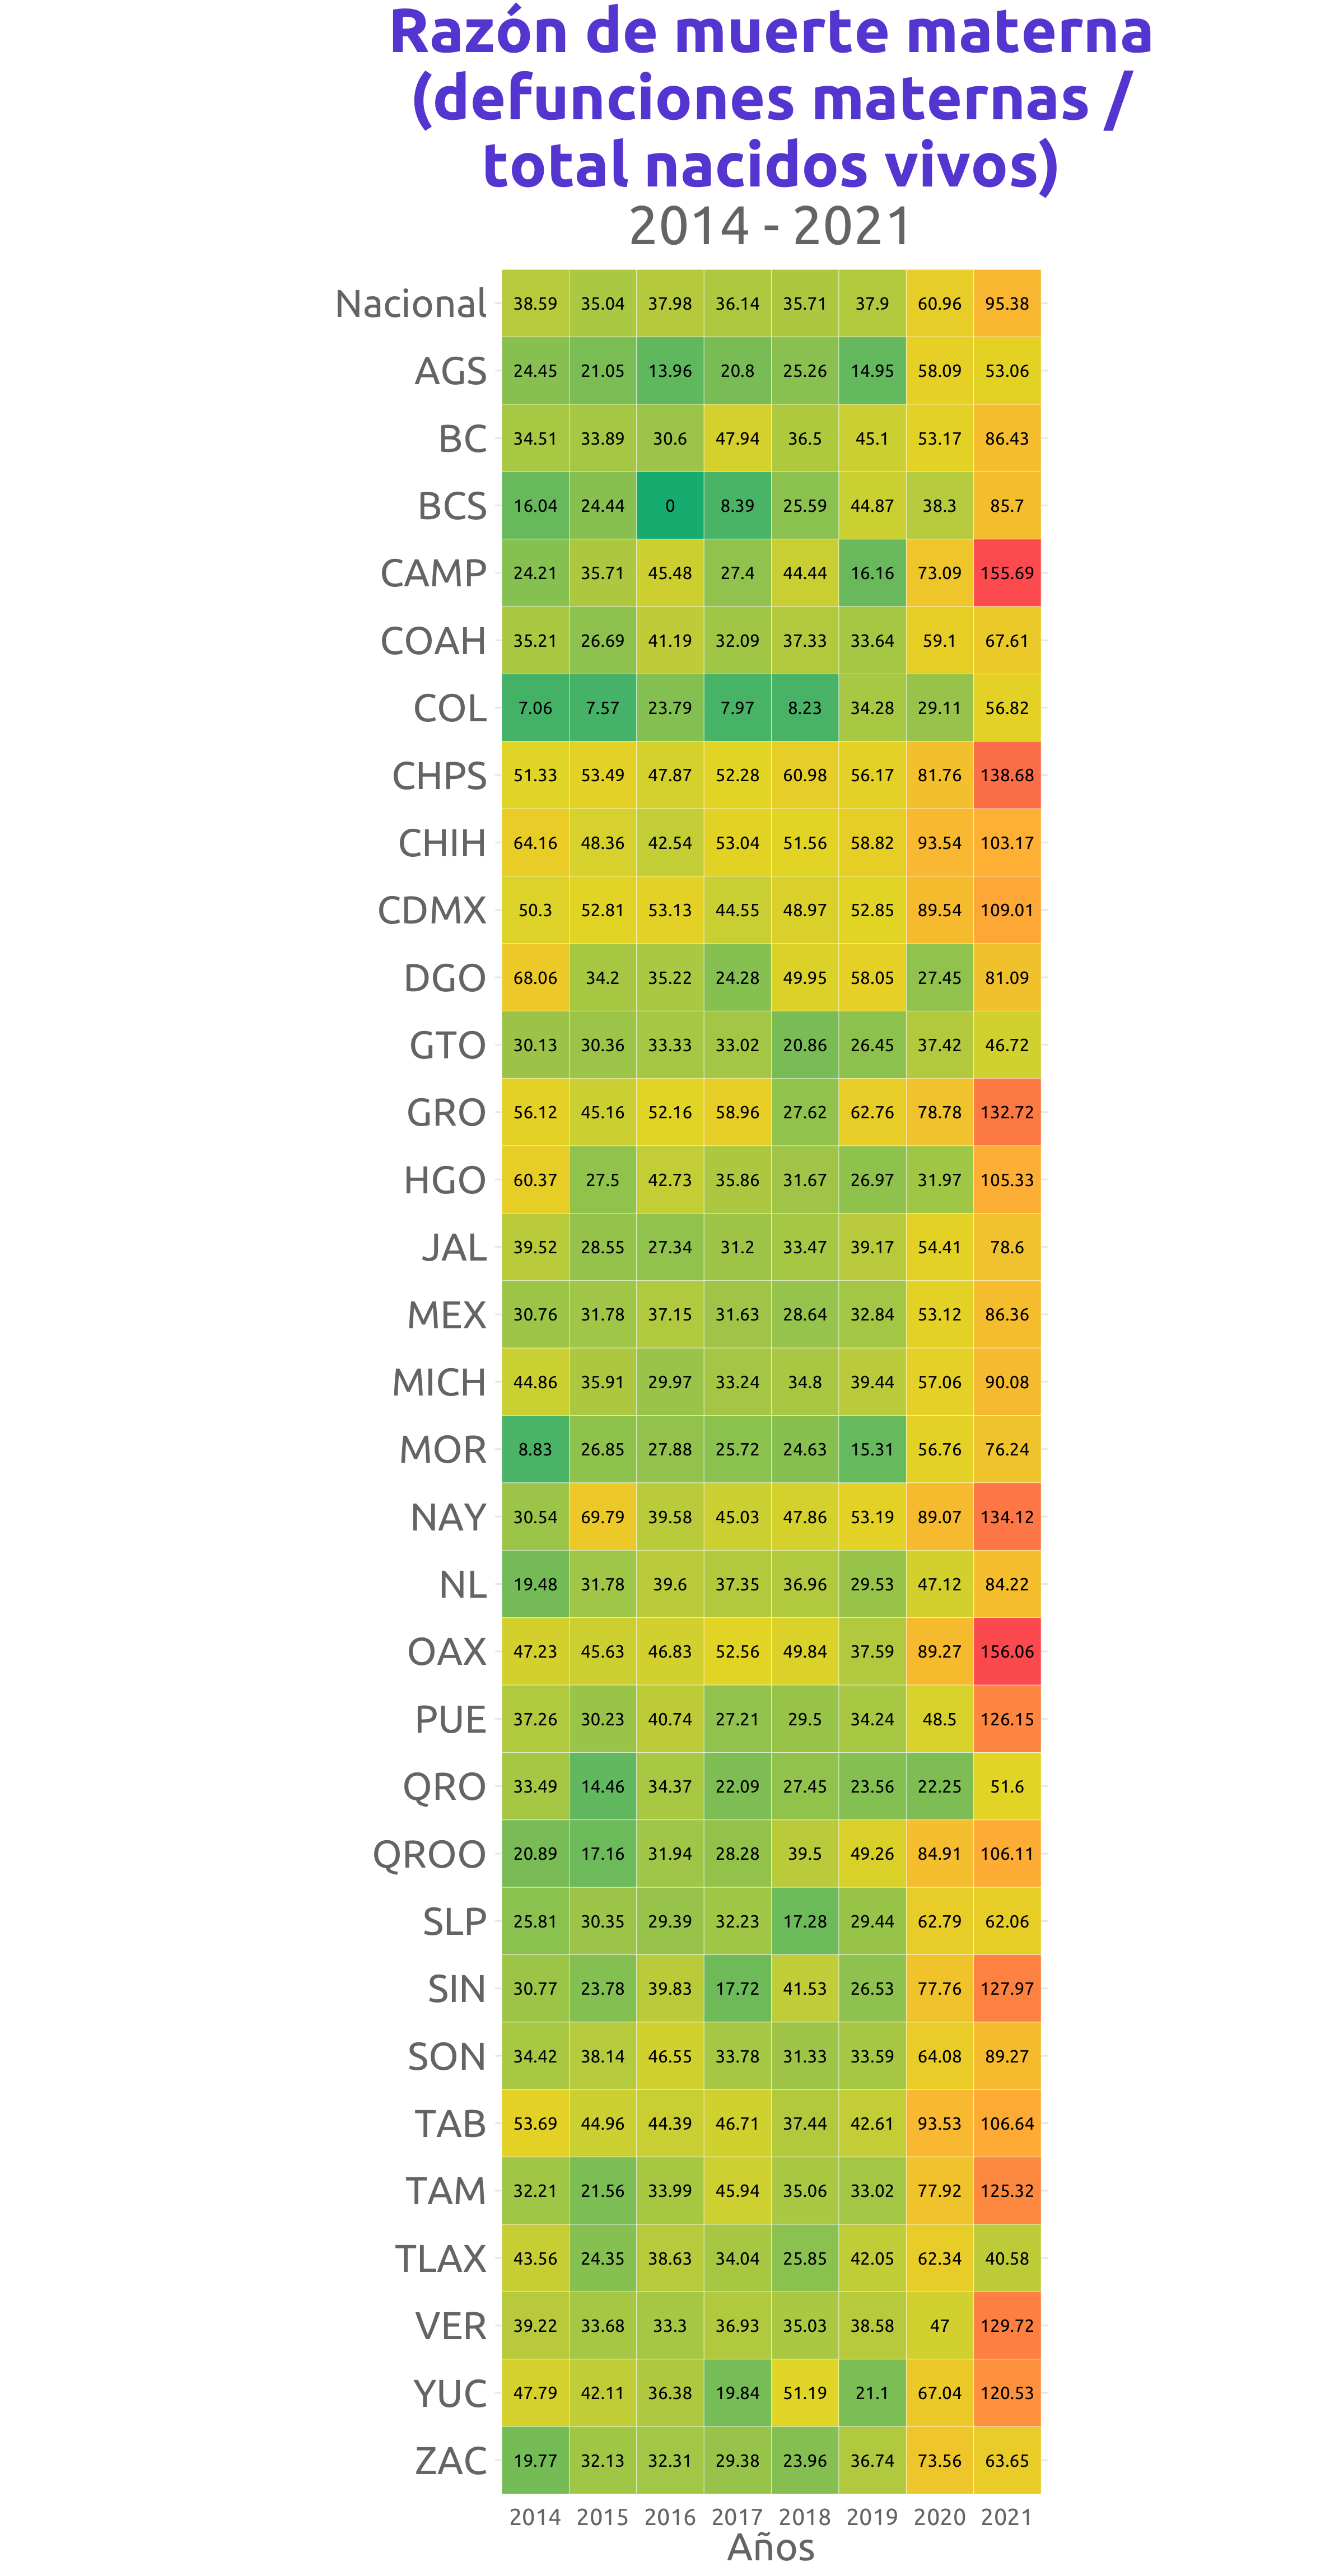 Razón de muerte materna
(defunciones maternas /
total nacidos vivos)
2014 - 2021
Nacional 38.59 35.04 37.98 36.14 35.71 37.9 60.96 95.38
AGS 24.45 21.05 13.96 20.8 25.26 14.95 58.09 53.06
BC 34.51 33.89 30.6 47.94 36.5 45.1 53.17 86.43
BCS 16.04 24.44 0 8.39 25.59 44.87 38.3 85.7
CAMP 24.21 35.71 45.48 27.4 44.44 16.16 73.09 155.69
COAH 35.21 26.69 41.19 32.09 37.33 33.64 59.1 67.61
COL 7.06 7.57 23.79 7.97 8.23 34.28 29.11 56.82
CHPS 51.33 53.49 47.87 52.28 60.98 56.17 81.76 138.68
CHIH 64.16 48.36 42.54 53.04 51.56 58.82 93.54 103.17
CDMX 50.3 52.81 53.13 44.55 48.97 52.85 89.54 109.01
DGO 68.06 34.2 35.22 24.28 49.95 58.05 27.45 81.09
GTO 30.13 30.36 33.33 33.02 20.86 26.45 37.42 46.72
GRO 56.12 45.16 52.16 58.96 27.62 62.76 78.78 132.72
HGO 60.37 27.5 42.73 35.86 31.67 26.97 31.97 105.33
JAL 39.52 28.55 27.34 31.2 33.47 39.17 54.41 78.6
MEX 30.76 31.78 37.15 31.63 28.64 32.84 53.12 86.36
MICH 44.86 35.91 29.97 33.24 34.8 39.44 57.06 90.08
MOR 8.83 26.85 27.88 25.72 24.63 15.31 56.76 76.24
NAY 30.54 69.79 39.58 45.03 47.86 53.19 89.07 134.12
NL 19.48 31.78 39.6 37.35 36.96 29.53 47.12 84.22
OAX 47.23 45.63 46.83 52.56 49.84 37.59 89.27 156.06
PUE 37.26 30.23 40.74 27.21 29.5 34.24 48.5 126.15
QRO 33.49 14.46 34.37 22.09 27.45 23.56 22.25 51.6
QROO 20.89 17.16 31.94 28.28 39.5 49.26 84.91 106.11
SLP 25.81 30.35 29.39 32.23 17.28 29.44 62.79 62.06
SIN 30.77 23.78 39.83 17.72 41.53 26.53 77.76 127.97
SON 34.42 38.14 46.55 33.78 31.33 33.59 64.08 89.27
TAB 53.69 44.96 44.39 46.71 37.44 42.61 93.53 106.64
TAM 32.21 21.56 33.99 45.94 35.06 33.02 77.92 125.32
TLAX 43.56 24.35 38.63 34.04 25.85 42.05 62.34 40.58
VER 39.22 33.68 33.3 36.93 35.03 38.58 47 129.72
YUC 47.79 42.11 36.38 19.84 51.19 21.1 67.04 120.53
ZAC 19.77 32.13 32.31 29.38 23.96 36.74 73.56 63.65
2014 2015 2016 2017 2018 2019 2020 2021
Años